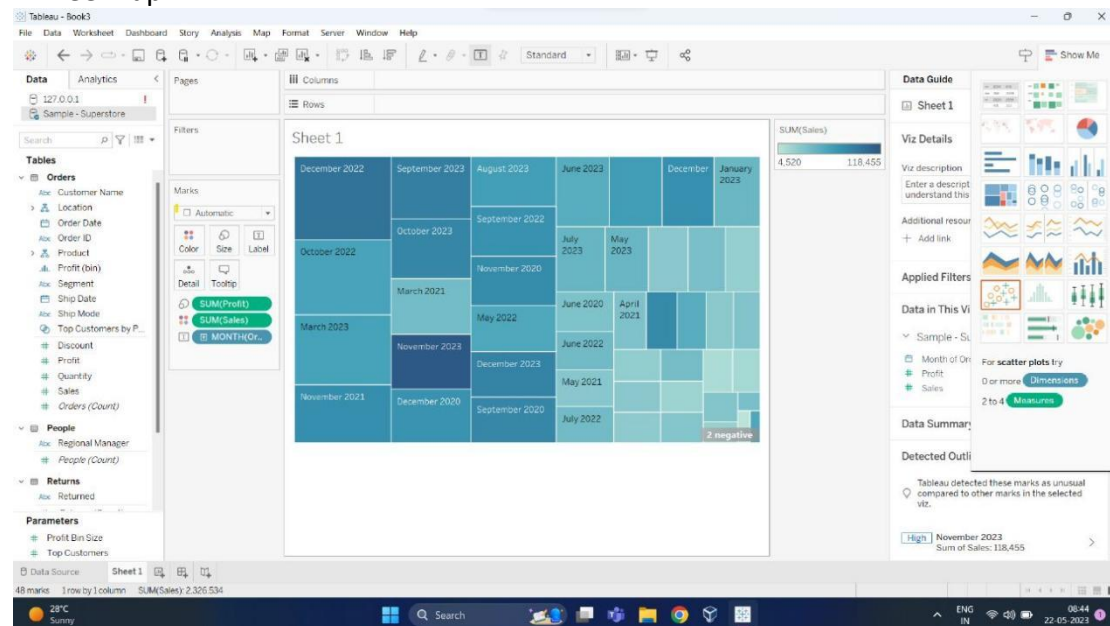 Tableau - Book3
File Data Worksheet Dashboard Story Analysis Map Format Server Window Help
Standard
Show Me
Data Analytics
127.0.0.1 !
Sample - Superstore
Search
Tables
Orders
Abc Customer Name
Location
Order Date
Abc Order ID
Product
Profit (bin)
Abc Segment
Ship Date
Abc Ship Mode
Top Customers by P...
# Discount
# Profit
# Quantity
# Sales
# Orders (Count)
People
Abc Regional Manager
# People (Count)
Returns
Abc Returned
Parameters
# Profit Bin Size
# Top Customers
Pages
Filters
Marks
Automatic
Color Size Label
Detail Tooltip
SUM(Profit)
SUM(Sales)
MONTH(Or..
Columns
Rows
Sheet 1
December 2022
October 2022
March 2023
November 2021
September 2023
October 2023
March 2021
November 2023
December 2020
August 2023
September 2022
November 2020
May 2022
December 2023
September 2020
June 2023
July 2023
June 2020
June 2022
May 2021
July 2022
May 2023
April 2021
December
January 2023
2 negative
SUM(Sales)
4,520 118,455
Data Guide
Sheet 1
Viz Details
Viz description
Enter a descript
understand this
Additional resour
+ Add link
Applied Filters
Data in This Vi
Sample - Su
Month of Or
# Profit
# Sales
Data Summary
Detected Outli
Tableau detected these marks as unusual
compared to other marks in the selected
viz.
High November 2023
Sum of Sales: 118,455
For scatter plots try
0 or more Dimensions
2 to 4 Measures
Data Source Sheet 1
48 marks 1 row by 1 column SUM(Sales): 2,326,534
28°C
Sunny
Search
ENG
IN
08:44
22-05-2023